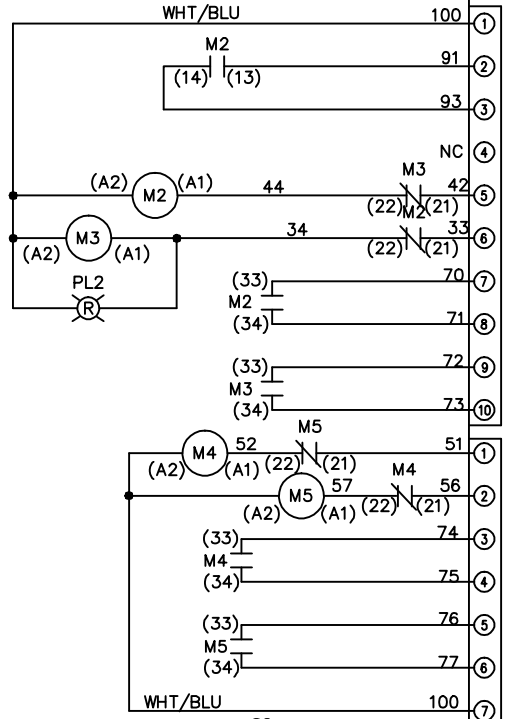 WHT/BLU 100 1
M2 91 2
(14) (13)
93 3
NC 4
M3
(A2) M2 (A1) 44 42 5
(22) (21)
M2
M3 34 33 6
(A2) (A1) (22) (21)
PL2
R
(33) 70 7
M2
(34) 71 8
(33) 72 9
M3
(34) 73 10
M5
M4 52 51 1
(A2) (A1) (22) (21)
M4
M5 57 56 2
(A2) (A1) (22) (21)
(33) 74 3
M4
(34) 75 4
(33) 76 5
M5
(34) 77 6
WHT/BLU 100 7